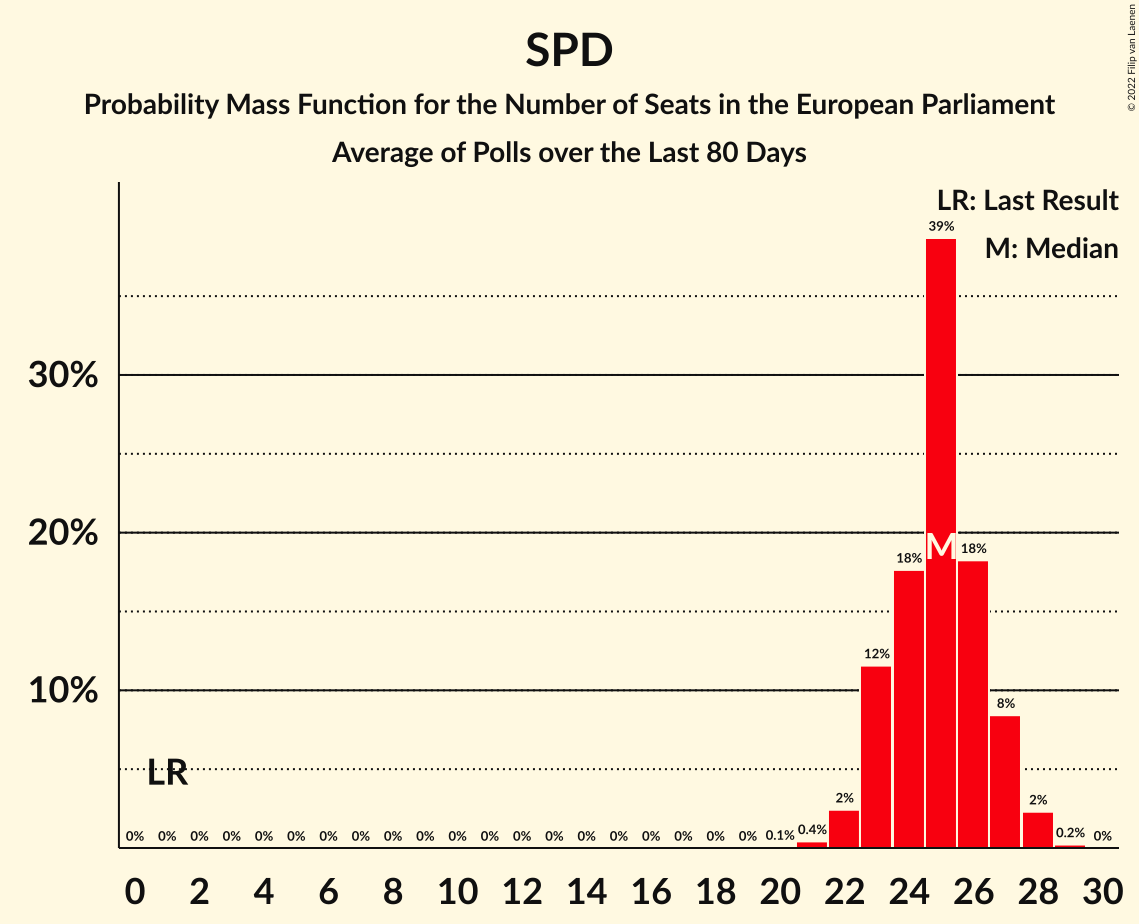 SPD
Probability Mass Function for the Number of Seats in the European Parliament
Average of Polls over the Last 80 Days
© 2022 Filip van Laenen
LR: Last Result
M: Median
39%
30%
20%
M
18%
18%
12%
10%
8%
LR
2%
2%
0% 0% 0% 0% 0% 0% 0% 0% 0% 0% 0% 0% 0% 0% 0% 0% 0% 0% 0% 0% 0.1% 0.4% 0.2% 0%
0 2 4 6 8 10 12 14 16 18 20 22 24 26 28 30